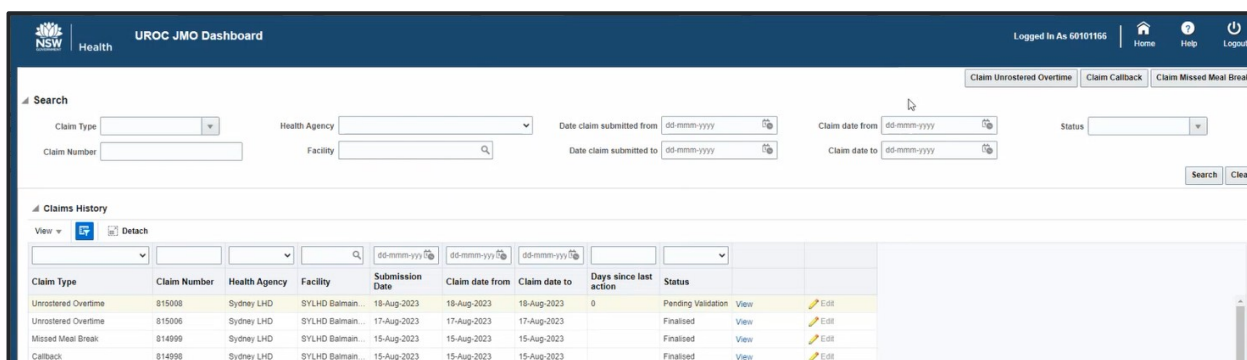 NSW
Health
UROC JMO Dashboard
Logged In As 60101166
Home
Help
Logout
Claim Unrostered Overtime
Claim Callback
Claim Missed Meal Break
Search
Claim Type
Health Agency
Date claim submitted from dd-mmm-yyyy
Claim date from dd-mmm-yyyy
Status
Claim Number
Facility
Date claim submitted to dd-mmm-yyyy
Claim date to dd-mmm-yyyy
Search
Clea
Claims History
View
Detach
dd-mmm-yyy dd-mmm-yyy dd-mmm-yyy
Claim Type Claim Number Health Agency Facility Submission Date Claim date from Claim date to Days since last action Status
Unrostered Overtime 815008 Sydney LHD SYLHD Balmain... 18-Aug-2023 18-Aug-2023 18-Aug-2023 0 Pending Validation View Edit
Unrostered Overtime 815006 Sydney LHD SYLHD Balmain... 17-Aug-2023 17-Aug-2023 17-Aug-2023 Finalised View Edit
Missed Meal Break 814999 Sydney LHD SYLHD Balmain... 15-Aug-2023 15-Aug-2023 15-Aug-2023 Finalised View Edit
Callback 814998 Sydney LHD SYLHD Balmain... 15-Aug-2023 15-Aug-2023 15-Aug-2023 Finalised View Edit